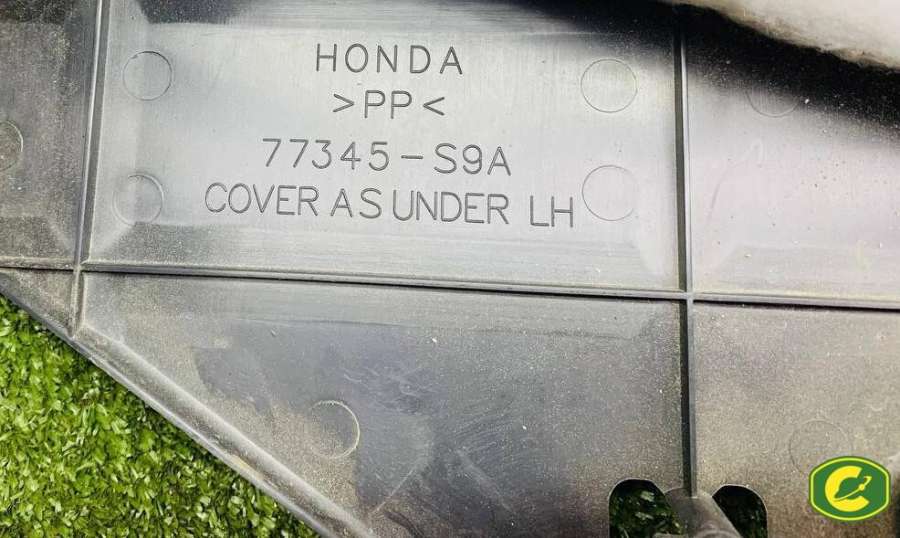 HONDA
>PP<
77345-S9A
COVER AS UNDER LH